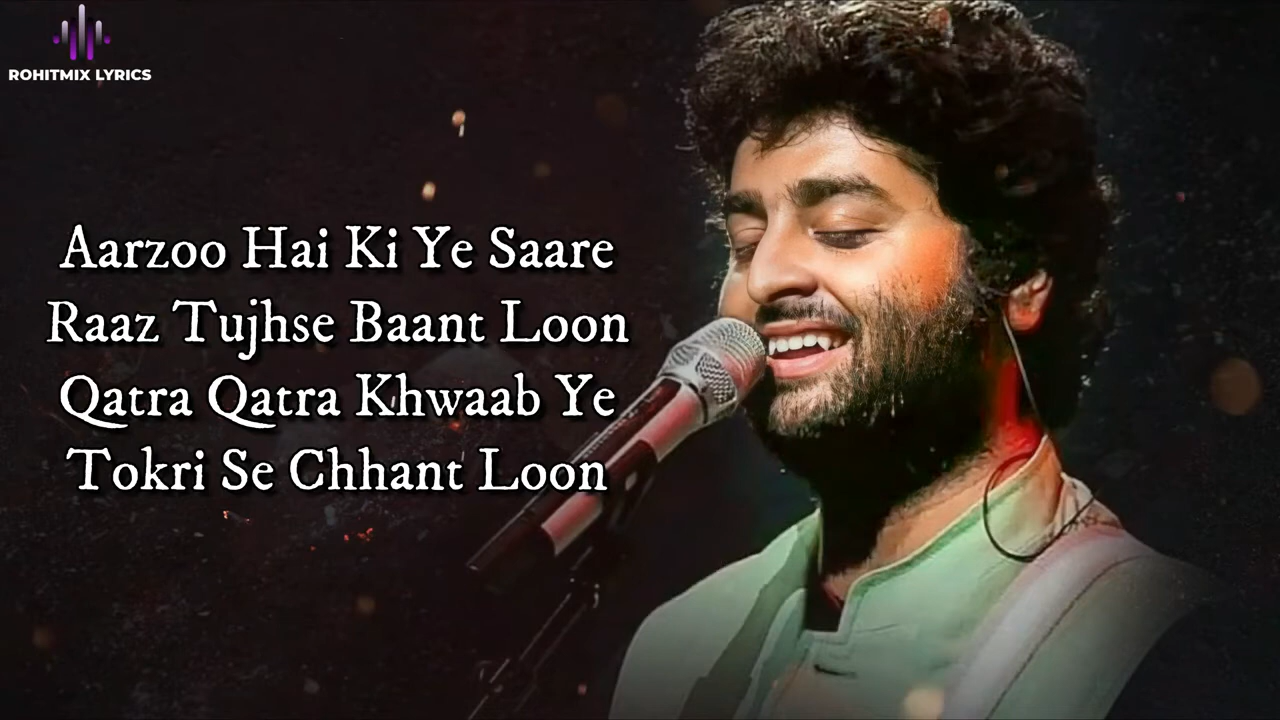 ROHITMIX LYRICS
Aarzoo Hai Ki Ye Saare
Raaz Tujhse Baant Loon
Qatra Qatra Khwaab Ye
Tokri Se Chhant Loon